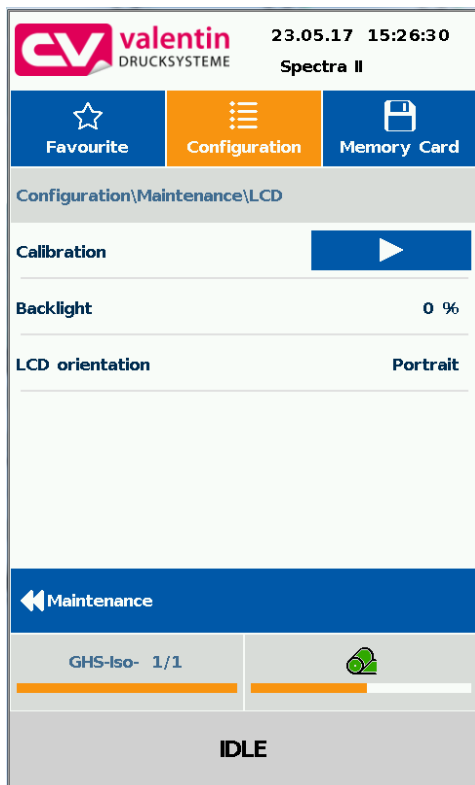 CV valentin
DRUCKSYSTEME
23.05.17 15:26:30
Spectra II
Favourite
Configuration
Memory Card
Configuration\Maintenance\LCD
Calibration
Backlight 0 %
LCD orientation Portrait
Maintenance
GHS-Iso- 1/1
IDLE